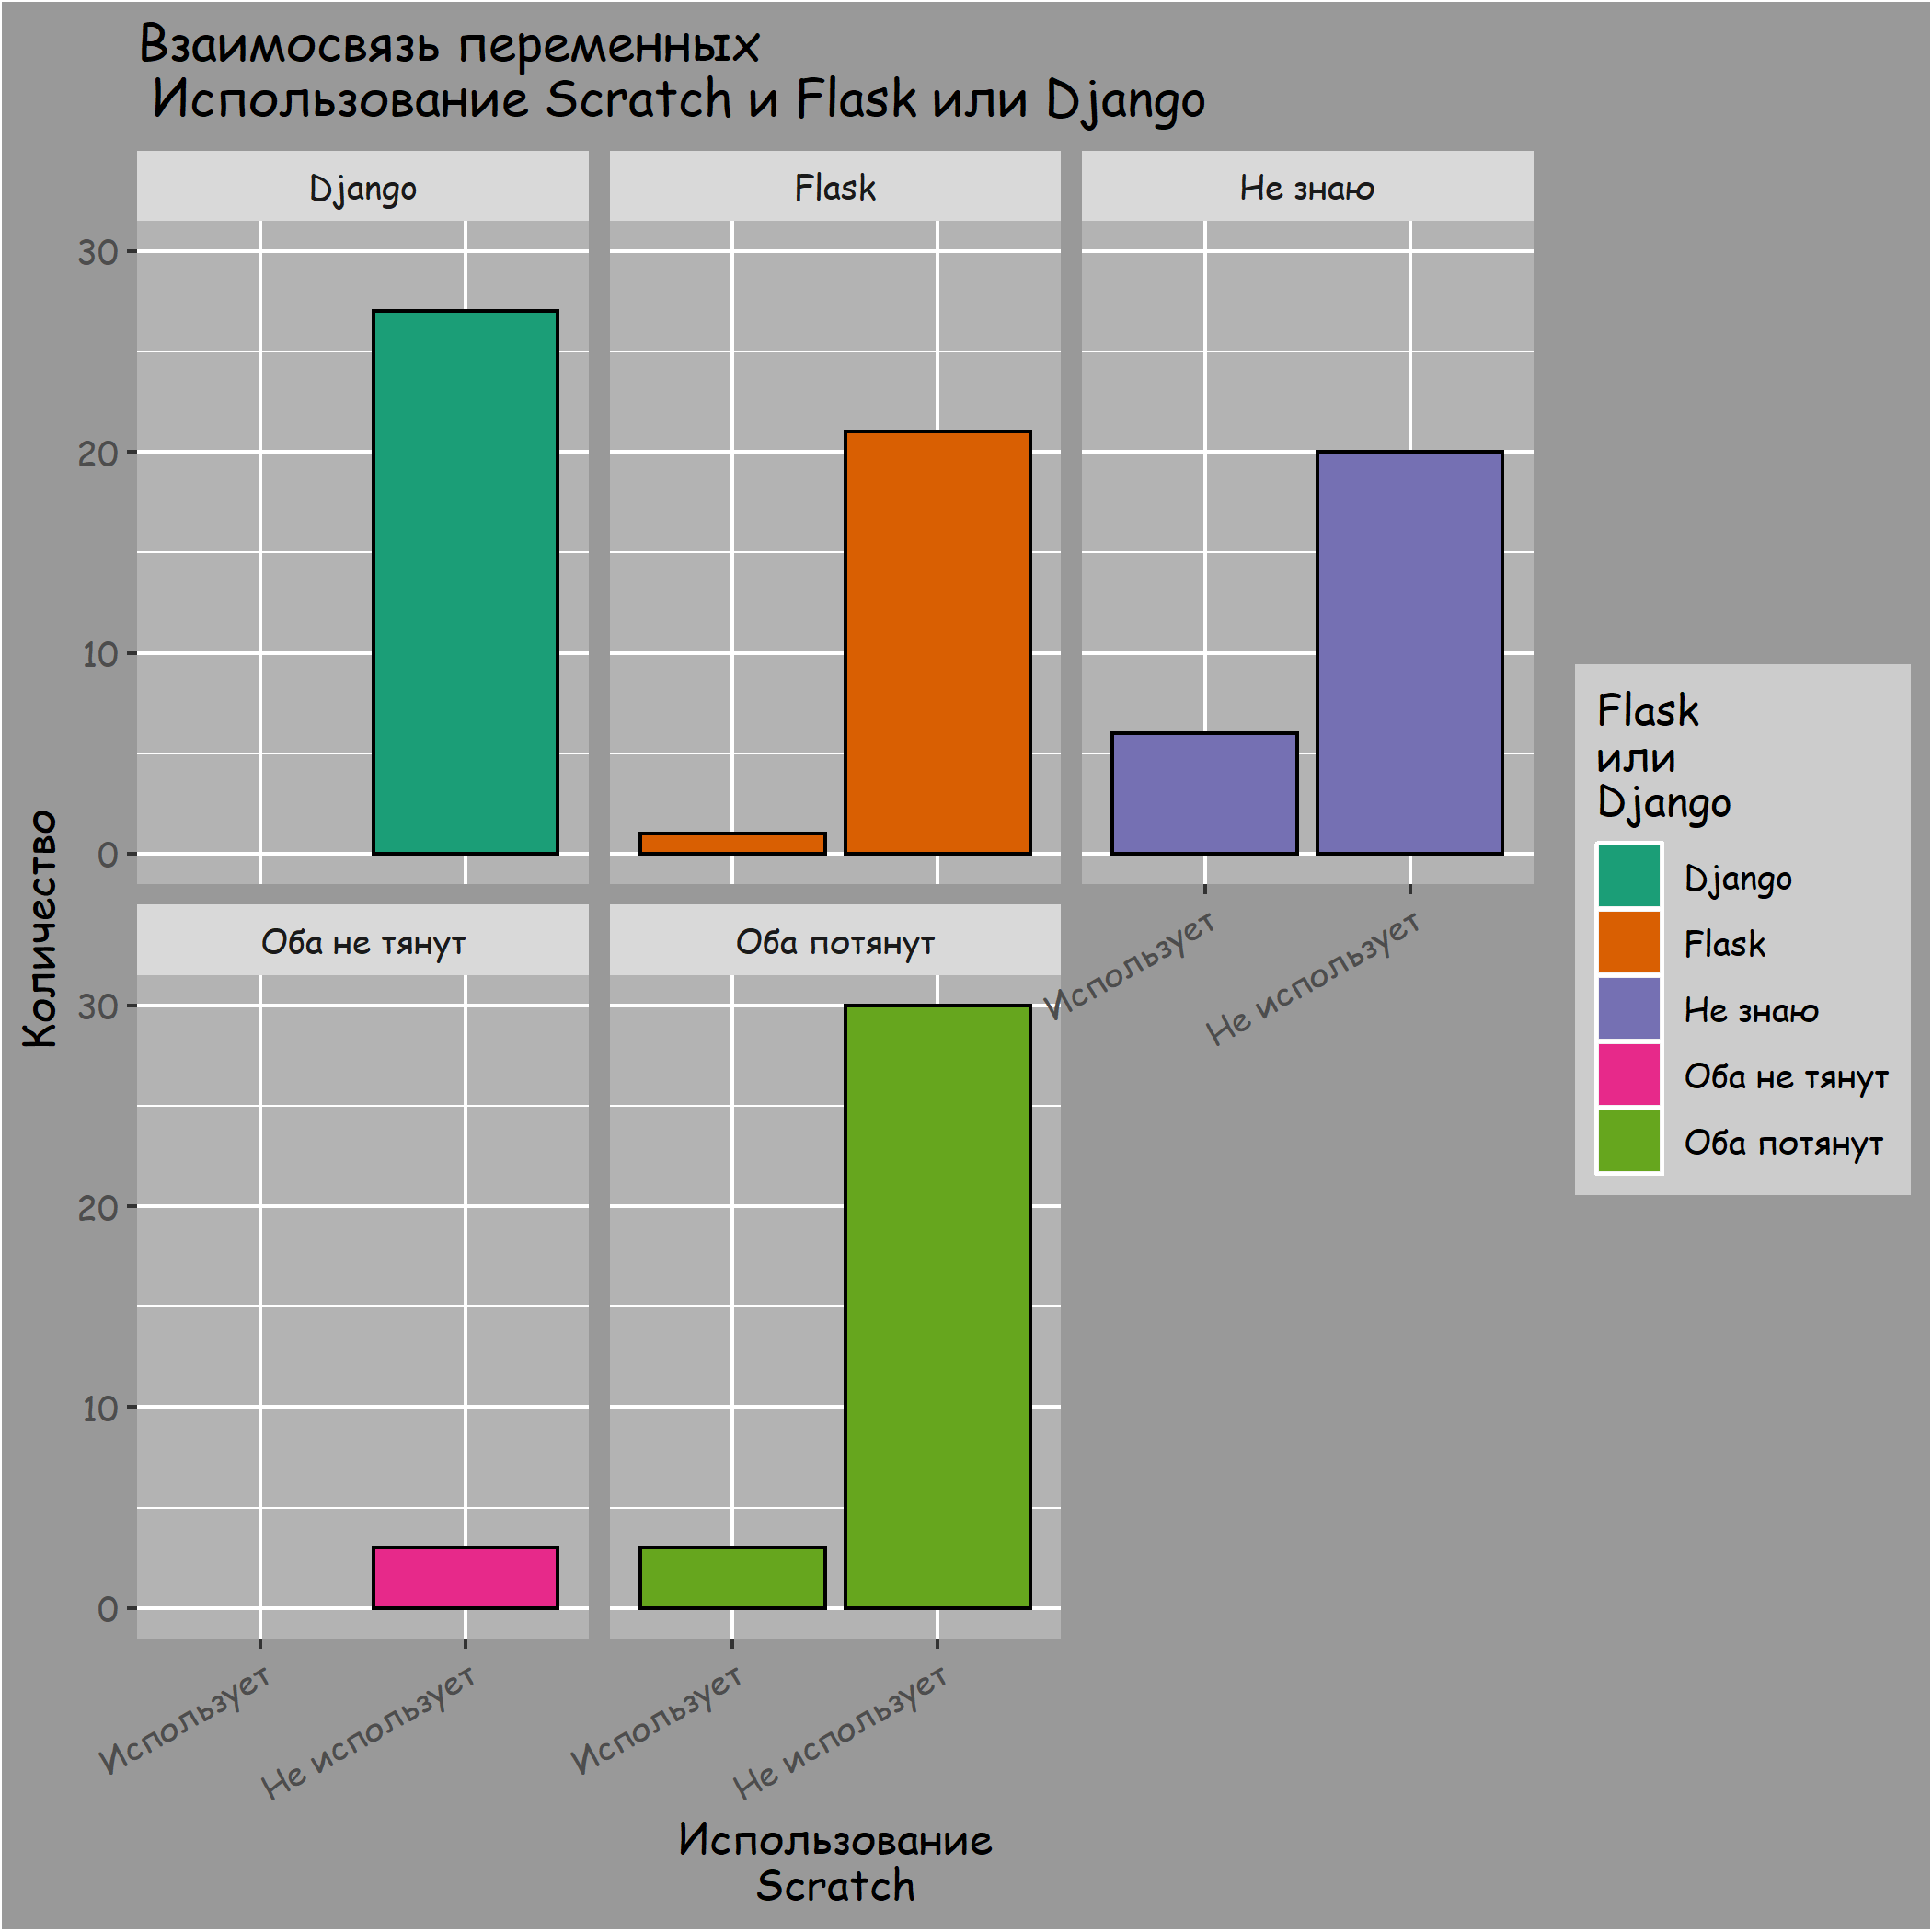 Взаимосвязь переменных
Использование Scratch и Flask или Django
Django
Flask
Не знаю
30
20
10
0
Использует
Не использует
Оба не тянут
Оба потянут
30
20
10
0
Использует
Не использует
Использует
Не использует
Количество
Использование
Scratch
Flask
или
Django
Django
Flask
Не знаю
Оба не тянут
Оба потянут